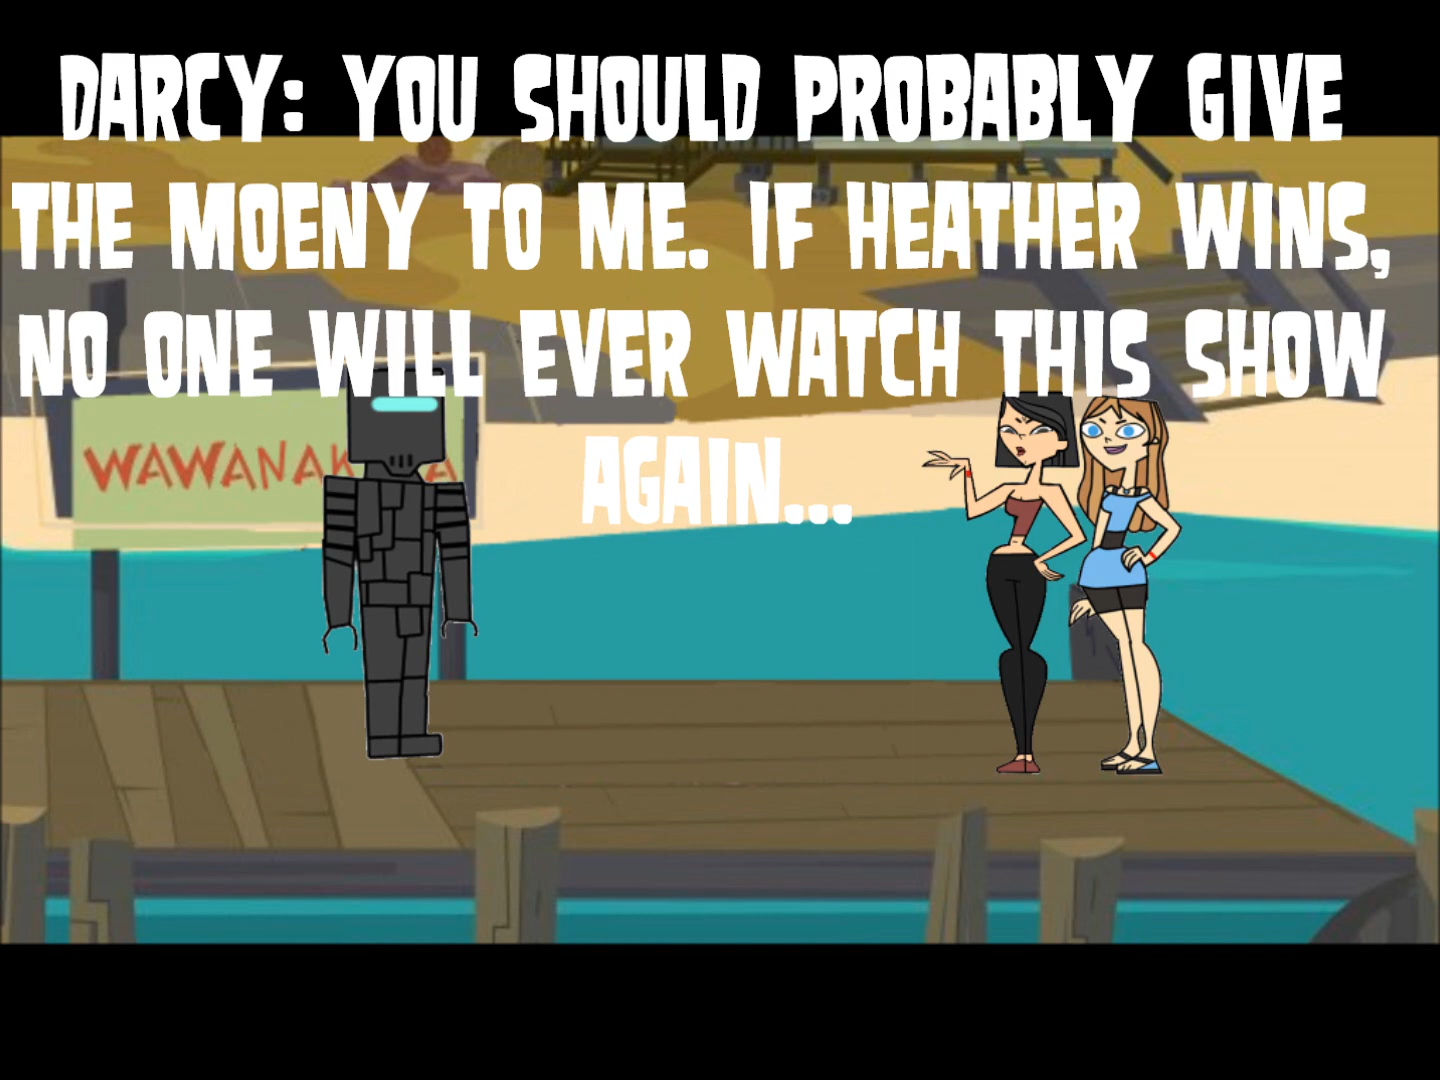 DARCY: YOU SHOULD PROBABLY GIVE
THE MOENY TO ME. IF HEATHER WINS,
NO ONE WILL EVER WATCH THIS SHOW
AGAIN...